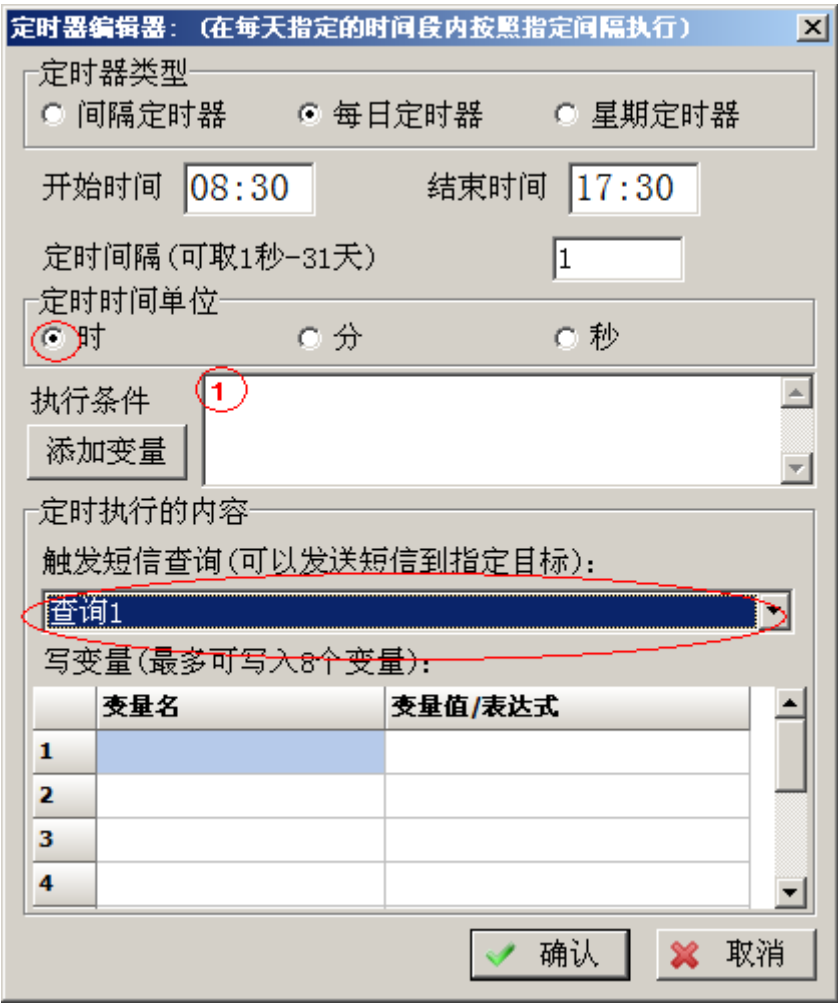 定时器编辑器：（在每天指定的时间段内按照指定间隔执行）
定时器类型
间隔定时器 每日定时器 星期定时器
开始时间 08:30 结束时间 17:30
定时间隔(可取1秒-31天) 1
定时时间单位
时 分 秒
执行条件 1
添加变量
定时执行的内容
触发短信查询(可以发送短信到指定目标):
查询1
写变量(最多可写入8个变量):
变量名 变量值/表达式
1
2
3
4
确认 取消